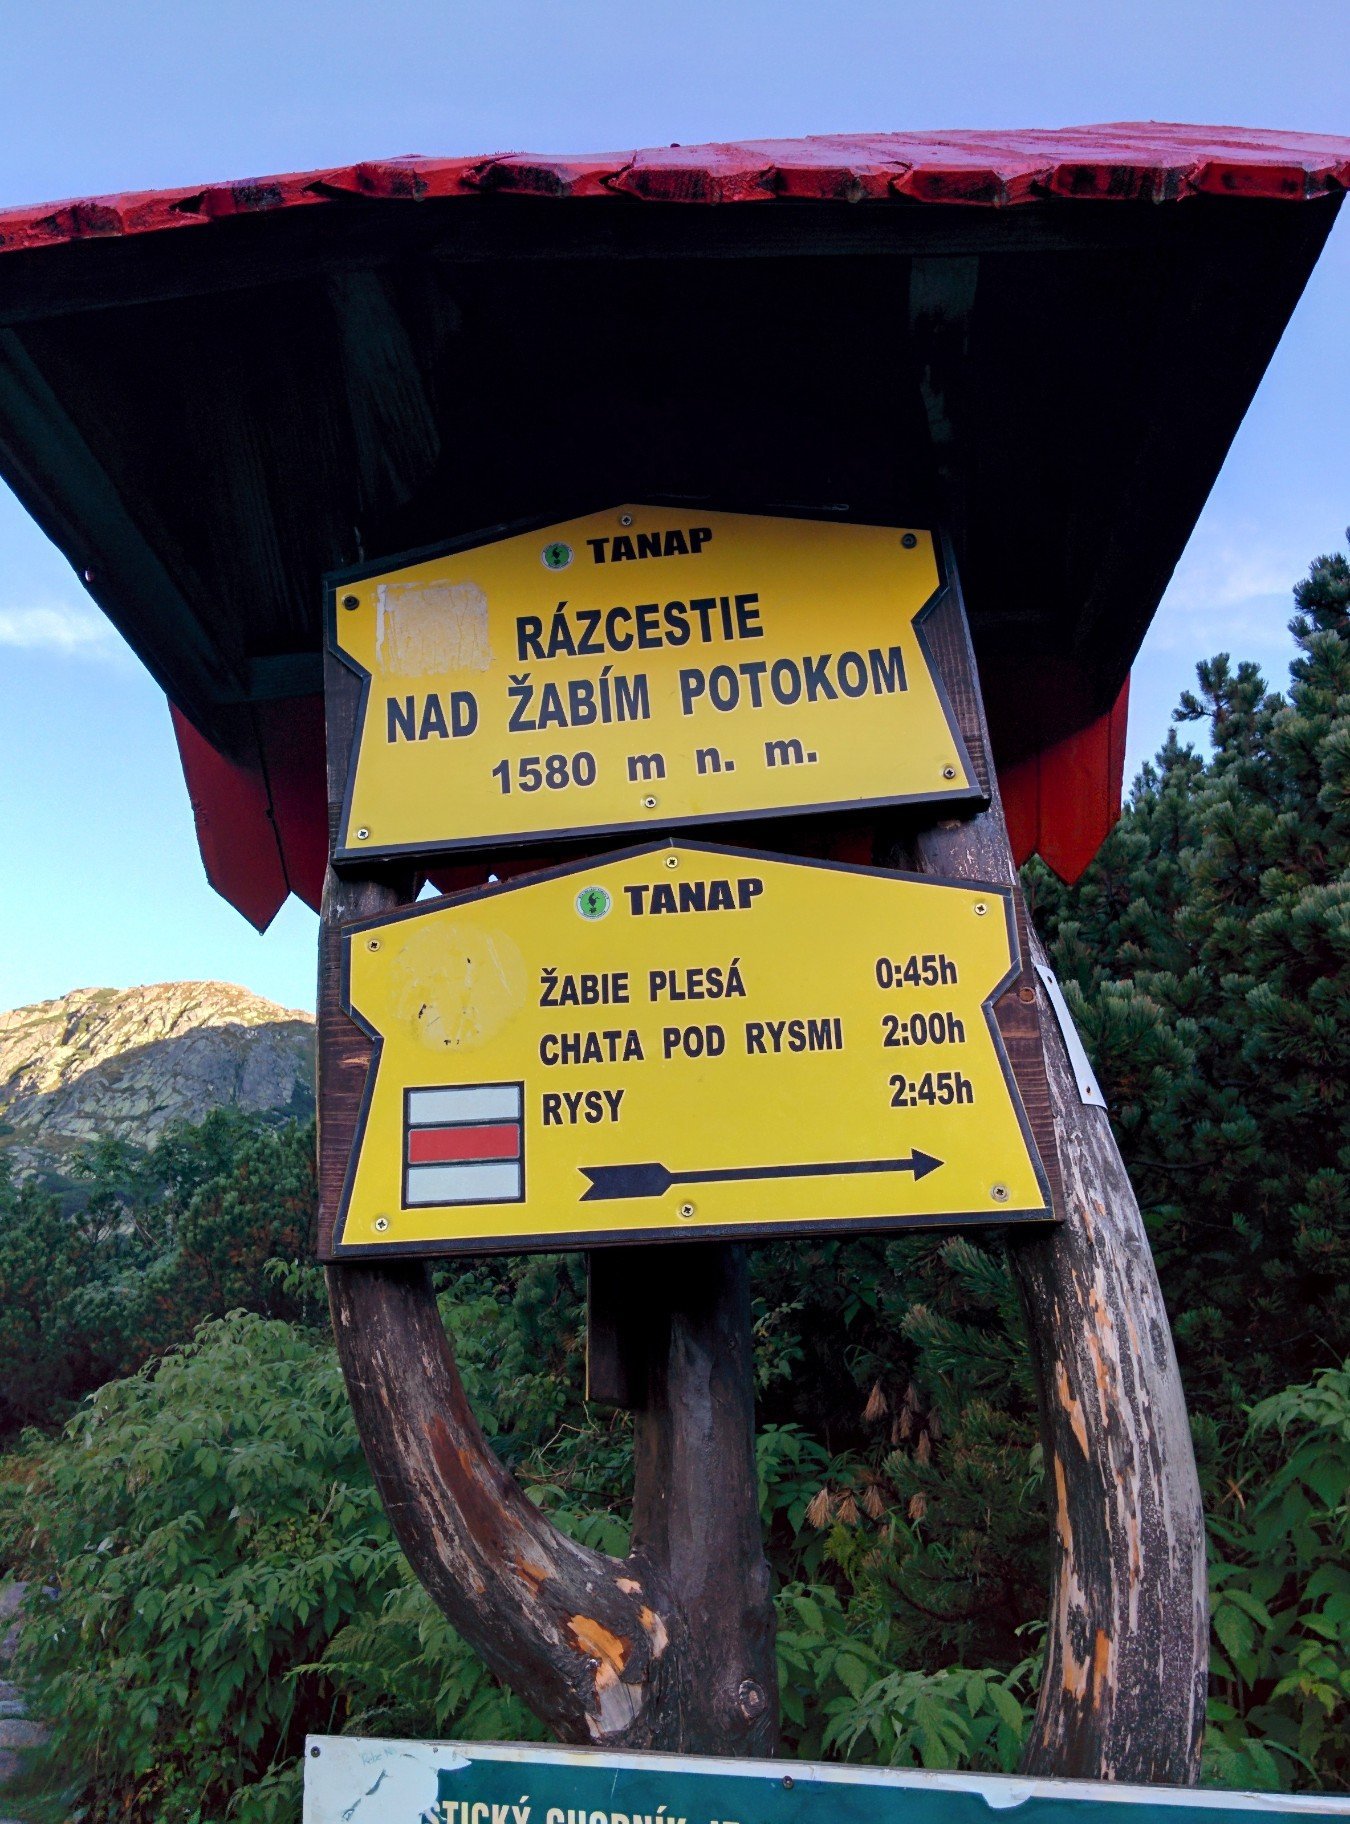 TANAP
RÁZCESTIE
NAD ŽABÍM POTOKOM
1580 m n. m.
TANAP
ŽABIE PLESÁ 0:45h
CHATA POD RYSMI 2:00h
RYSY 2:45h